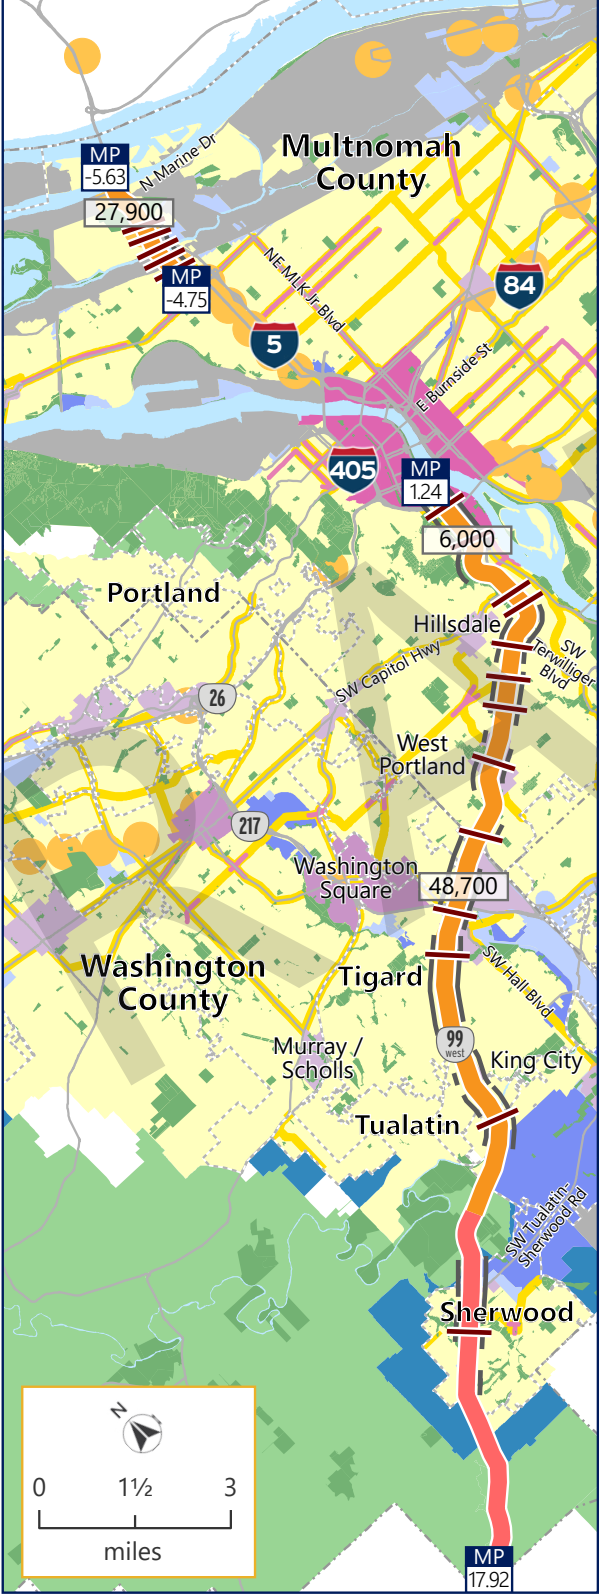 Multnomah
County
MP
-5.63
N Marine Dr
27,900
MP
-4.75
NE MLK Jr Blvd
84
5
E Burnside St
405
MP
1.24
6,000
Portland
Hillsdale
SW
Terwilliger
Blvd
SW Capitol Hwy
26
West
Portland
217
Washington
Square
48,700
Washington
County
Tigard
SW Hall Blvd
99
west
Murray /
Scholls
King City
Tualatin
SW Tualatin-
Sherwood Rd
Sherwood
N
0 1½ 3
miles
MP
17.92